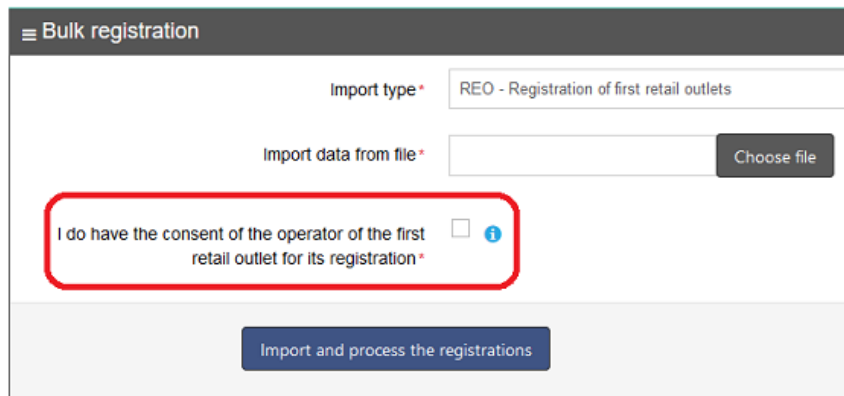 Bulk registration
Import type*
REO - Registration of first retail outlets
Import data from file*
Choose file
I do have the consent of the operator of the first
retail outlet for its registration*
Import and process the registrations